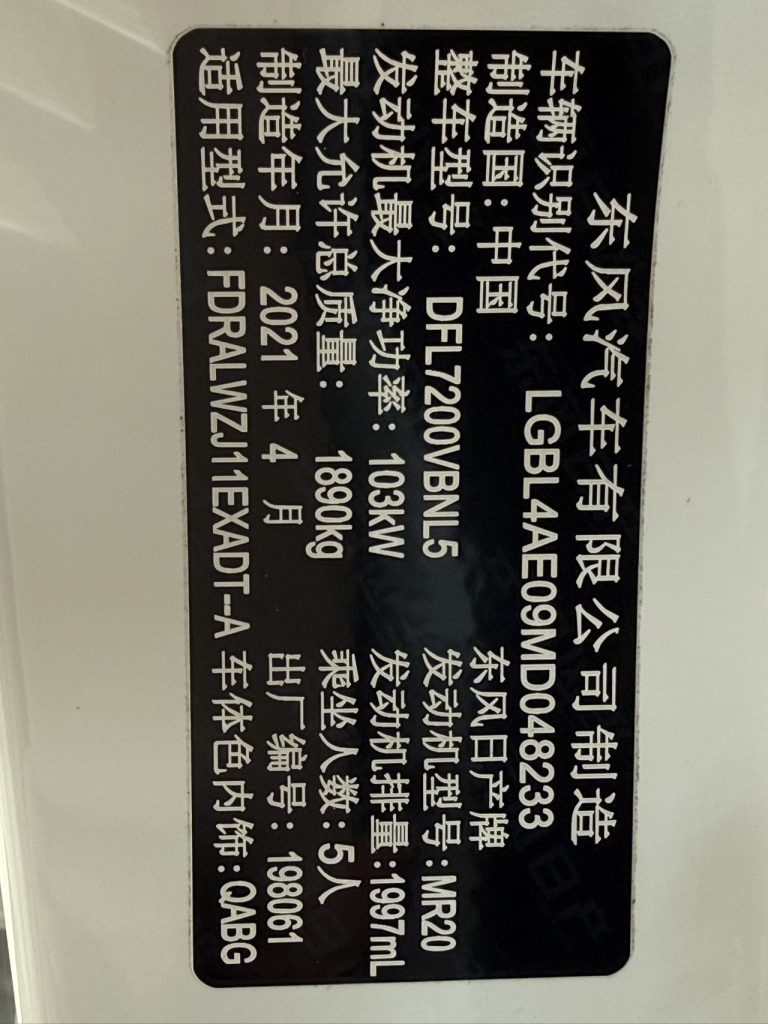 东风汽车有限公司制造
车辆识别代号：LGBL4AE09MD048233
制造国：中国 东风日产牌
整车型号：DFL7200VBNL5 发动机型号：MR20
发动机最大净功率：103kW 发动机排量：1997mL
最大允许总质量：1890kg 乘坐人数：5人
制造年月：2021 年 4 月 出厂编号：198061
适用型式：FDRALWZJ11EXADT--A 车体色内饰：QABG